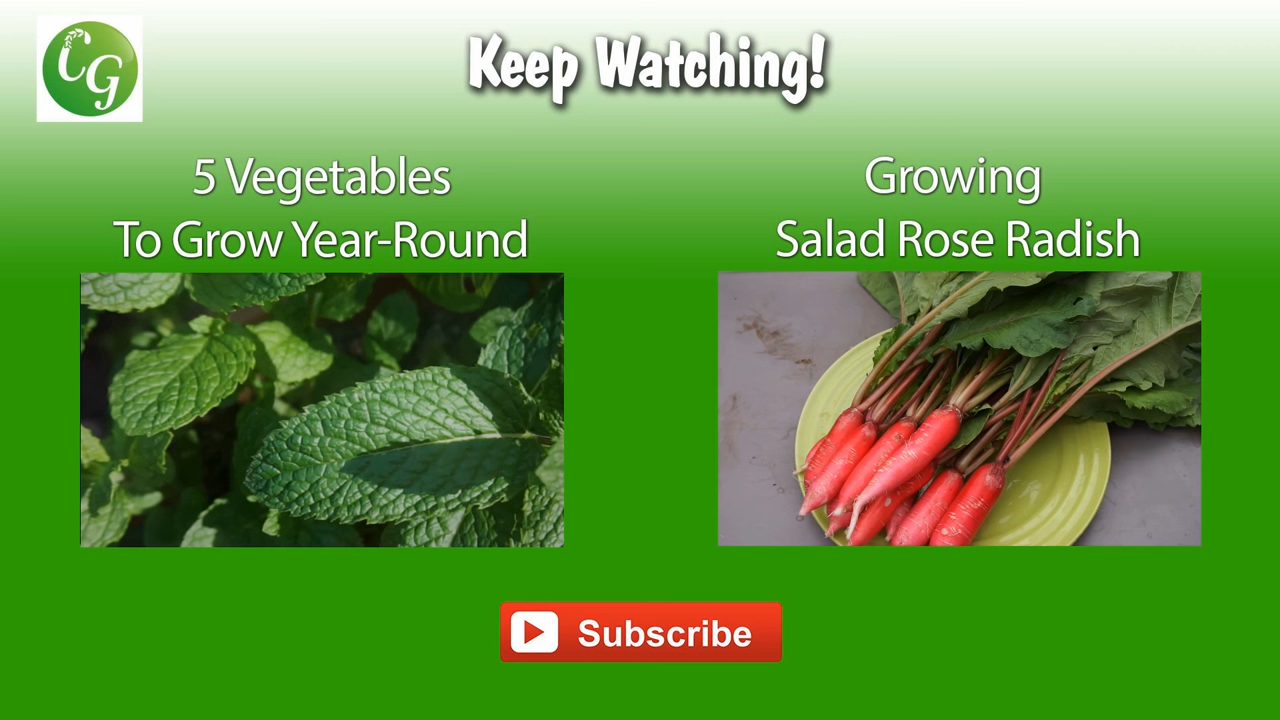 CG
Keep Watching!
5 Vegetables
To Grow Year-Round
Growing
Salad Rose Radish
Subscribe